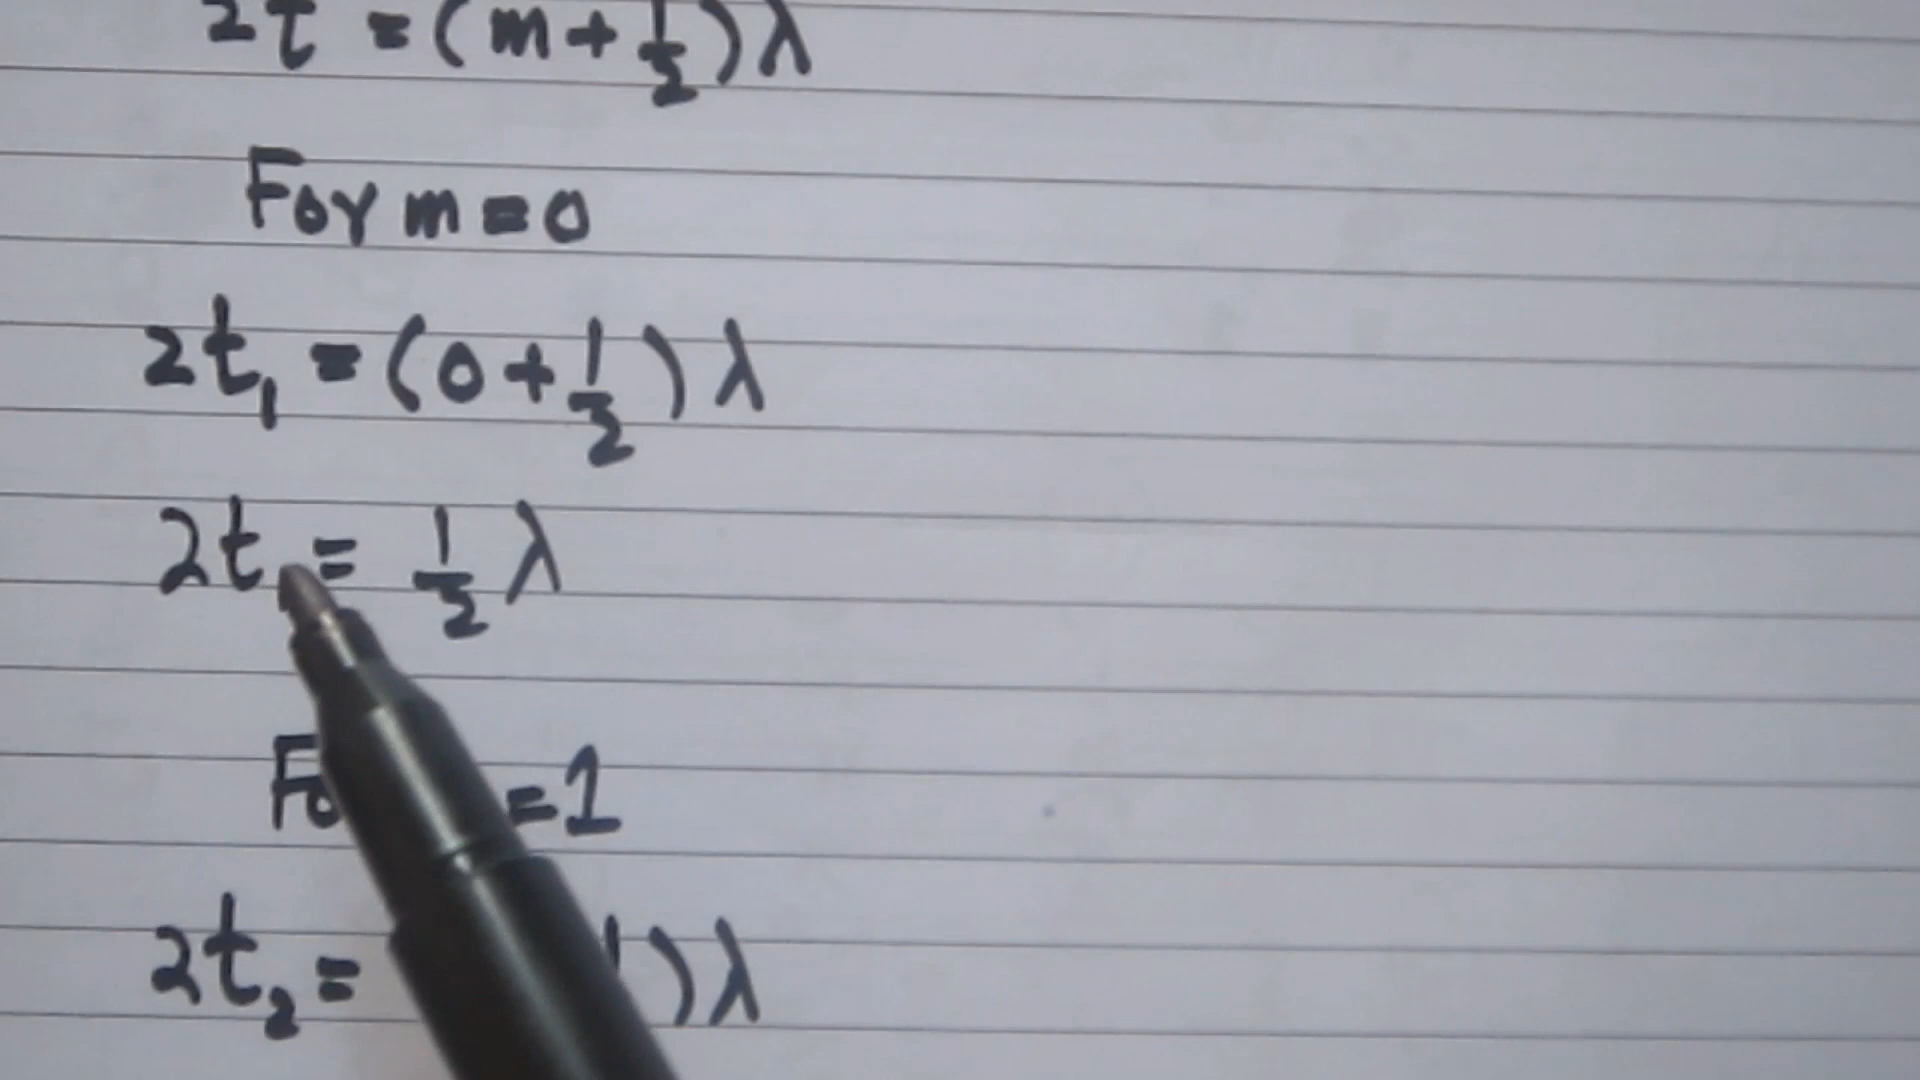 2t = (m + 1/2) λ
For m = 0
2t₁ = (0 + 1/2) λ
2t = 1/2 λ
= 1
2t₂ = ) λ